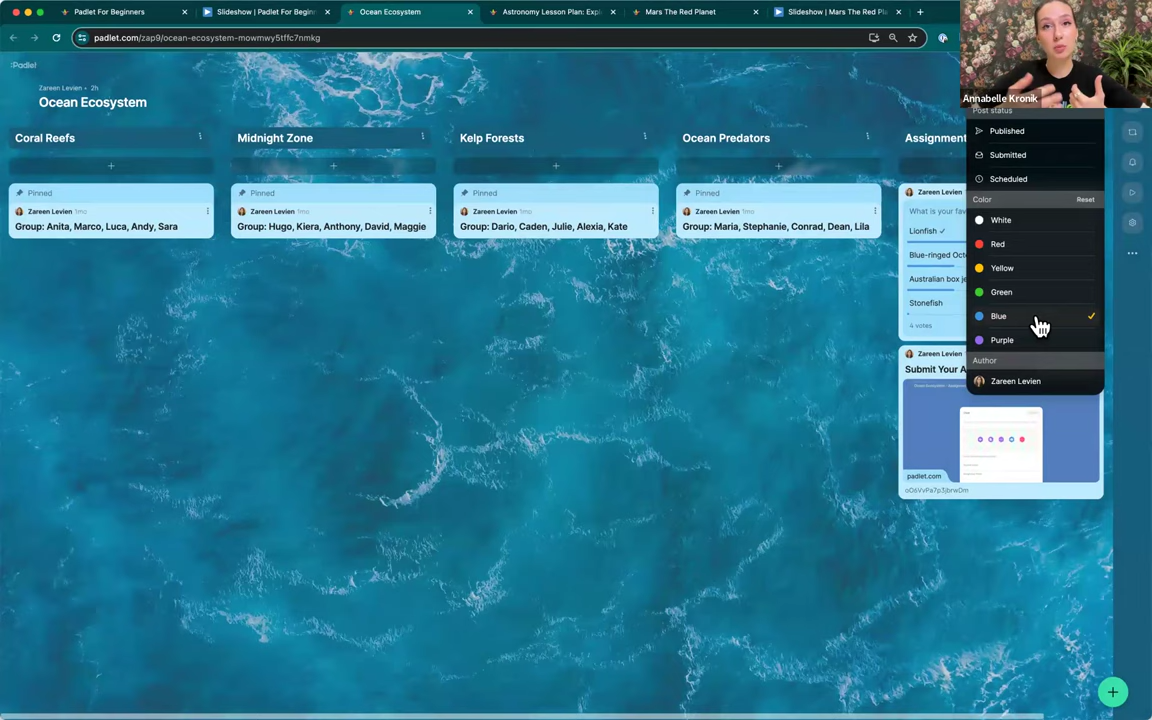 Padlet For Beginners
Slideshow | Padlet For Beginn
Ocean Ecosystem
Astronomy Lesson Plan: Exp
Mars The Red Planet
Slideshow | Mars The Red Pl
padlet.com/zap9/ocean-ecosystem-mowmwy5tffc7nmkg
:Padlet
Zareen Levien • 2h
Ocean Ecosystem
Annabelle Kronik
Coral Reefs
Midnight Zone
Kelp Forests
Ocean Predators
Assignment
Pinned
Zareen Levien 1mo
Group: Anita, Marco, Luca, Andy, Sara
Pinned
Zareen Levien 1mo
Group: Hugo, Kiera, Anthony, David, Maggie
Pinned
Zareen Levien 1mo
Group: Dario, Caden, Julie, Alexia, Kate
Pinned
Zareen Levien 1mo
Group: Maria, Stephanie, Conrad, Dean, Lila
Zareen Levien
What is your fav
Lionfish ✓
Blue-ringed Octo
Australian box je
Stonefish
4 votes
Zareen Levien
Submit Your A
padlet.com
Post status
Published
Submitted
Scheduled
Color
Reset
White
Red
Yellow
Green
Blue
Purple
Author
Zareen Levien